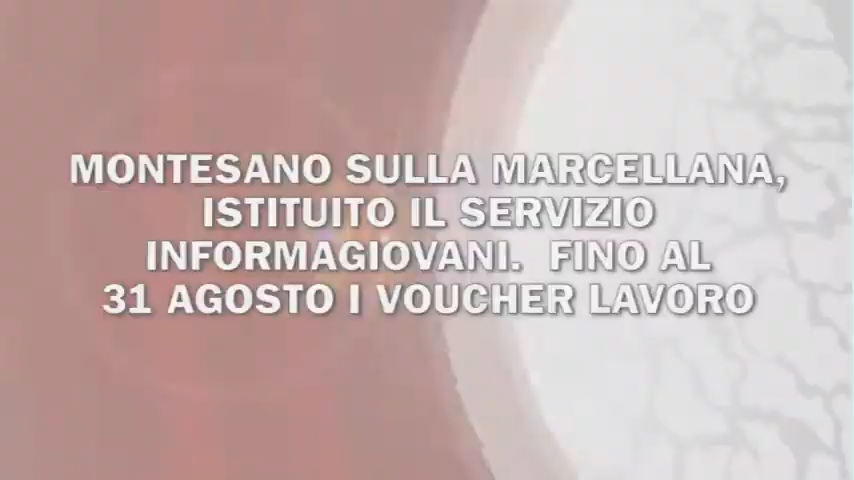 MONTESANO SULLA MARCELLANA,
ISTITUITO IL SERVIZIO
INFORMAGIOVANI.  FINO AL
31 AGOSTO I VOUCHER LAVORO